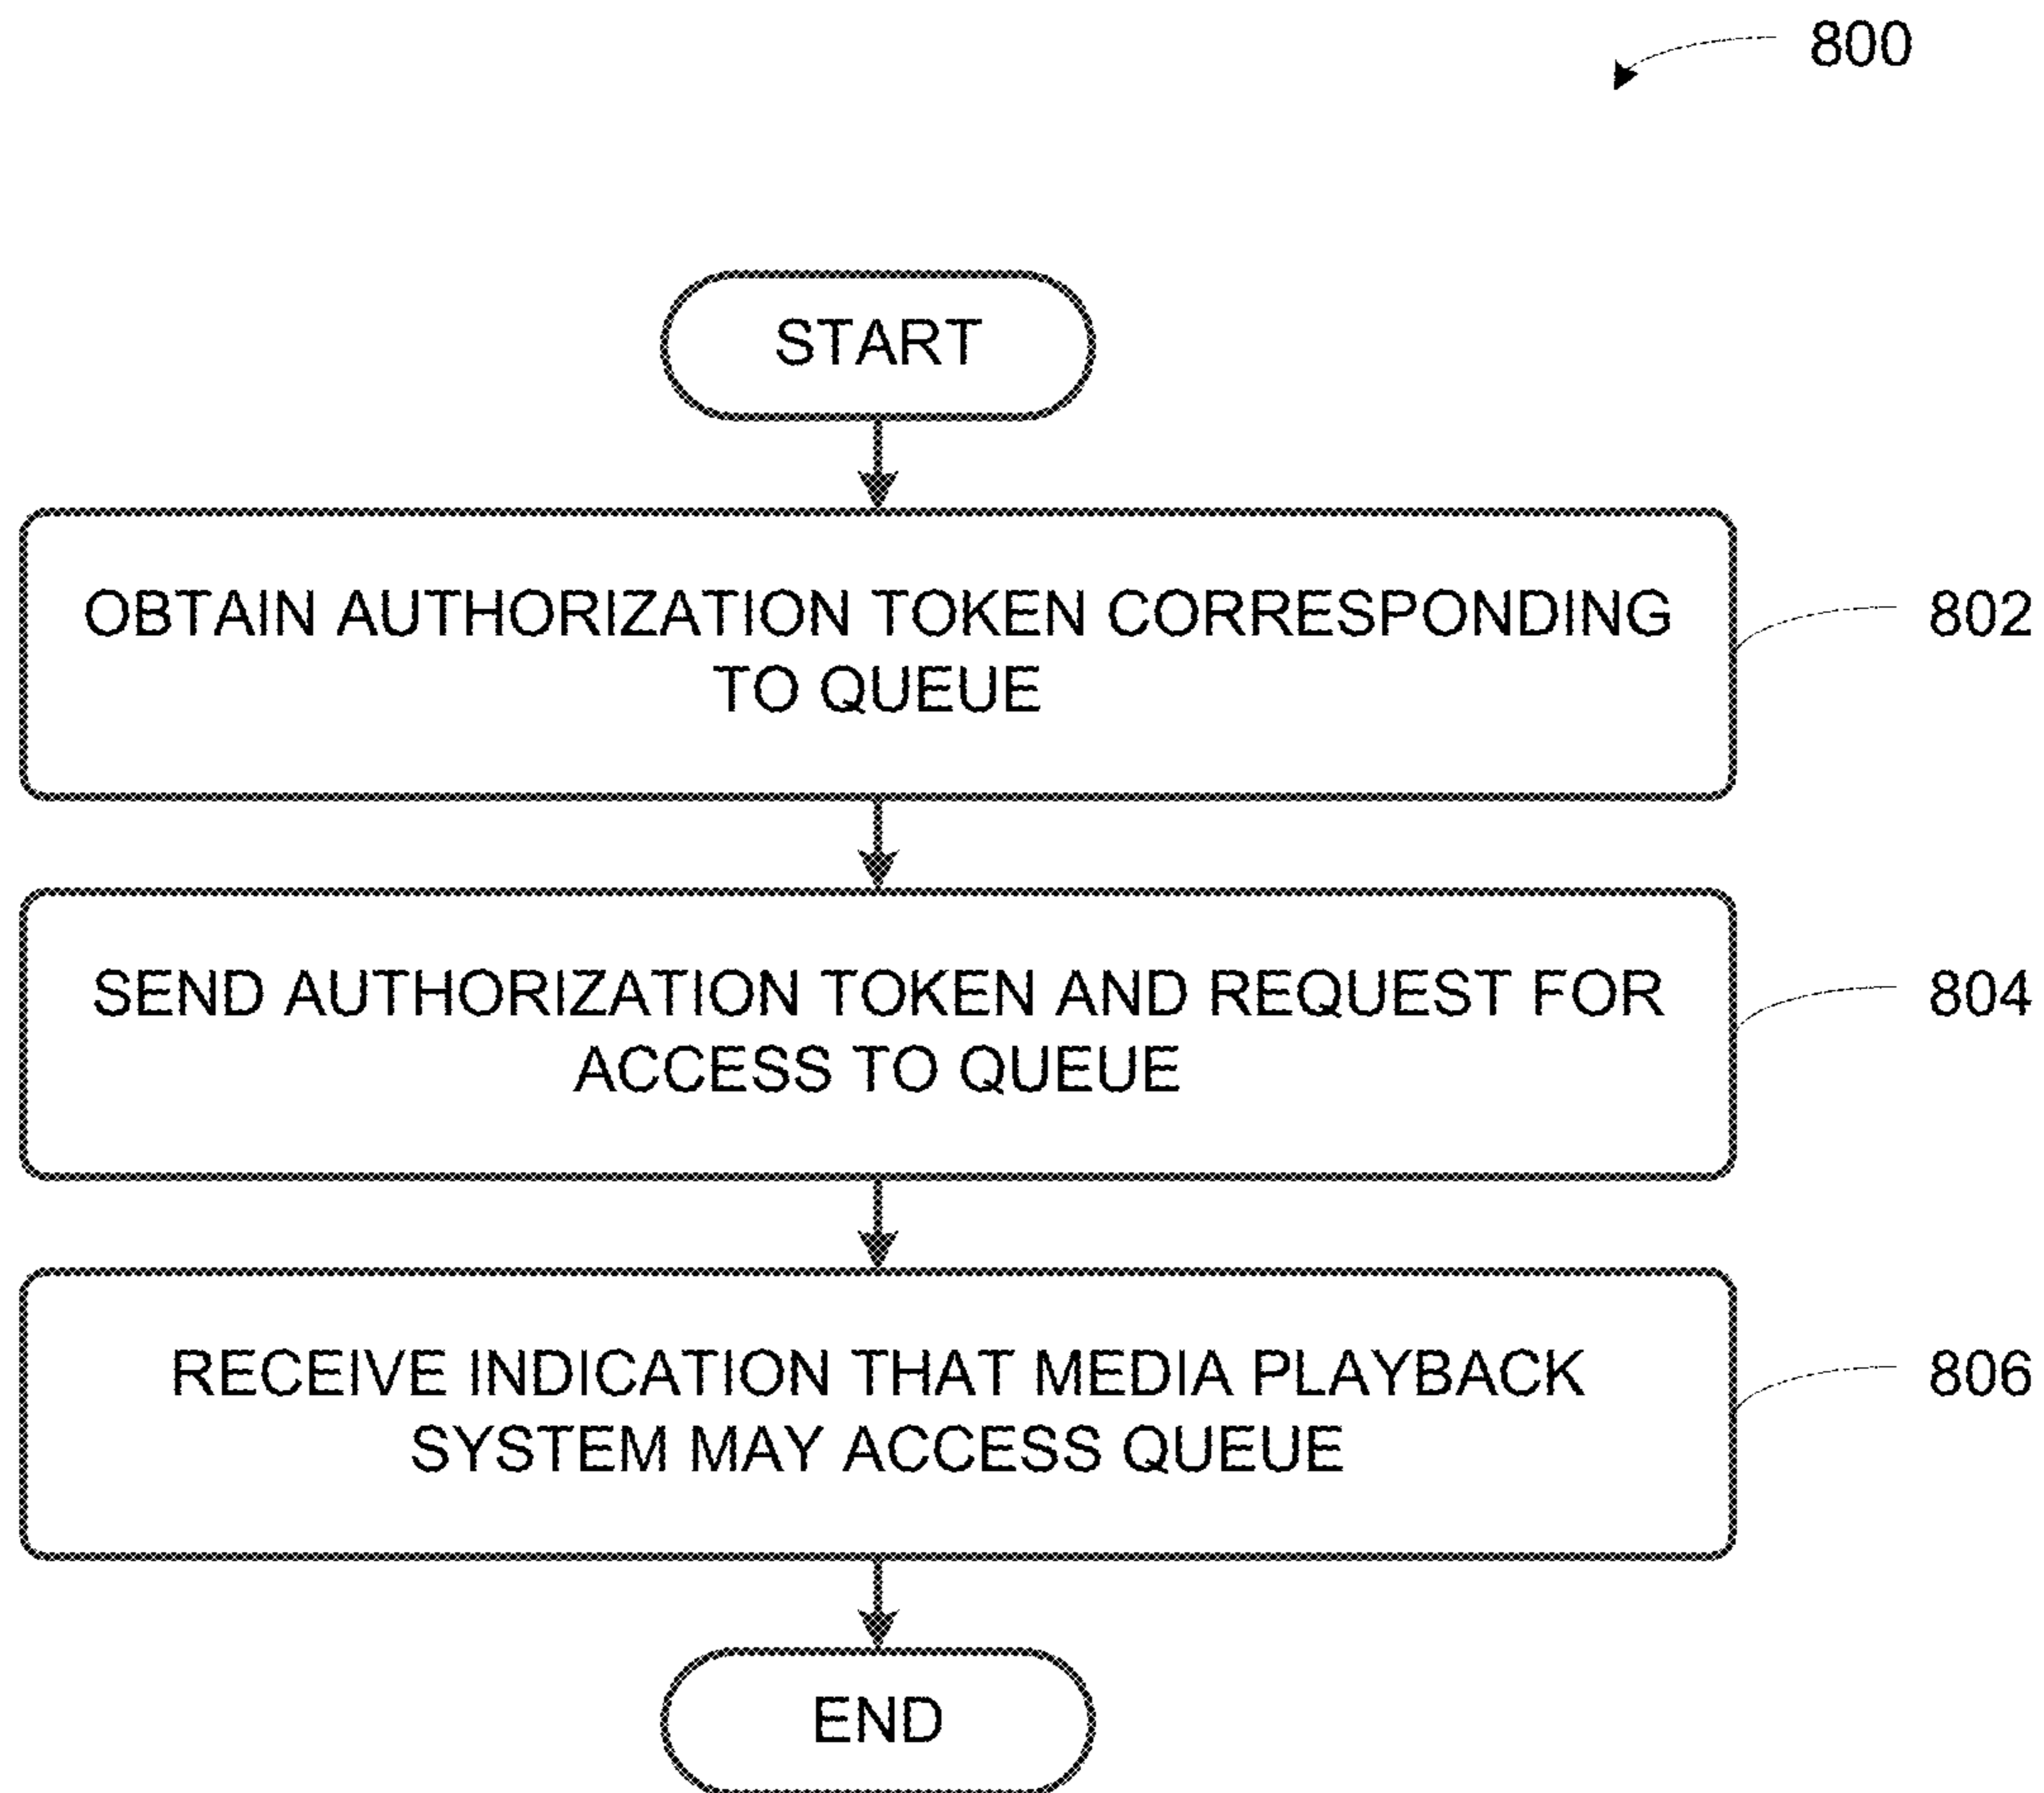 800
START
OBTAIN AUTHORIZATION TOKEN CORRESPONDING
TO QUEUE
802
SEND AUTHORIZATION TOKEN AND REQUEST FOR
ACCESS TO QUEUE
804
RECEIVE INDICATION THAT MEDIA PLAYBACK
SYSTEM MAY ACCESS QUEUE
806
END